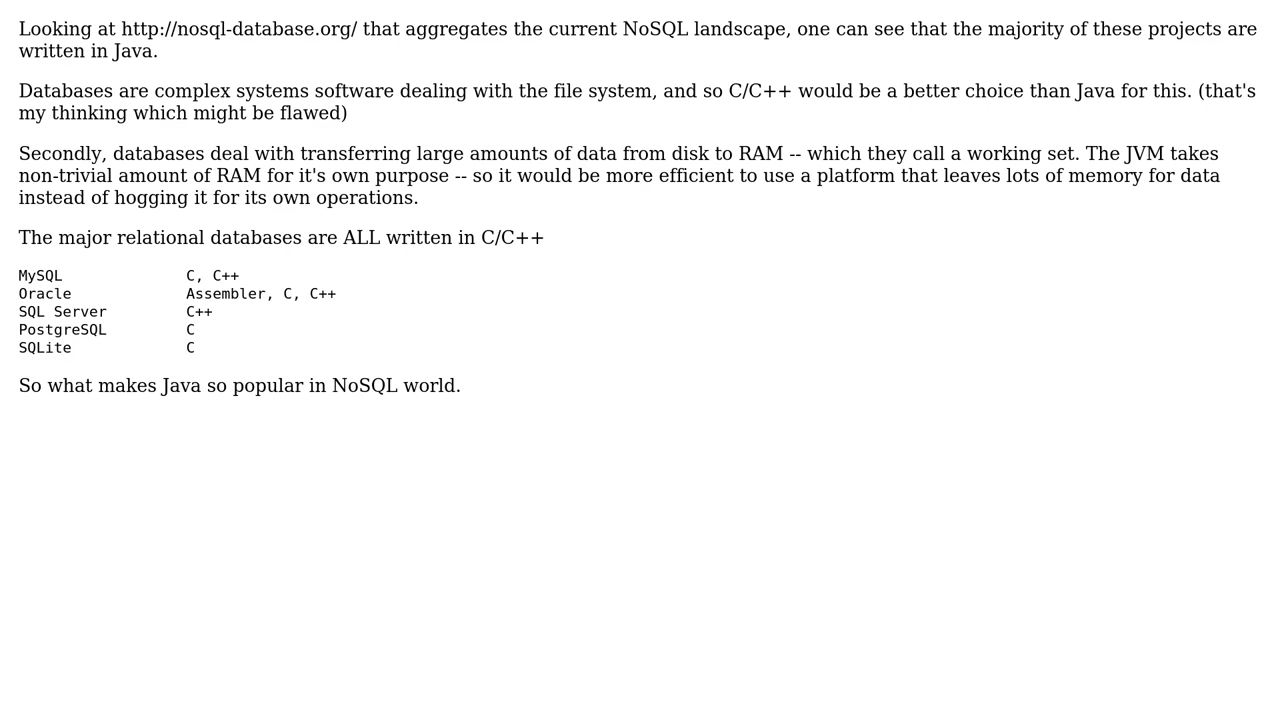 Looking at http://nosql-database.org/ that aggregates the current NoSQL landscape, one can see that the majority of these projects are
written in Java.
Databases are complex systems software dealing with the file system, and so C/C++ would be a better choice than Java for this. (that's
my thinking which might be flawed)
Secondly, databases deal with transferring large amounts of data from disk to RAM -- which they call a working set. The JVM takes
non-trivial amount of RAM for it's own purpose -- so it would be more efficient to use a platform that leaves lots of memory for data
instead of hogging it for its own operations.
The major relational databases are ALL written in C/C++
MySQL C, C++
Oracle Assembler, C, C++
SQL Server C++
PostgreSQL C
SQLite C
So what makes Java so popular in NoSQL world.